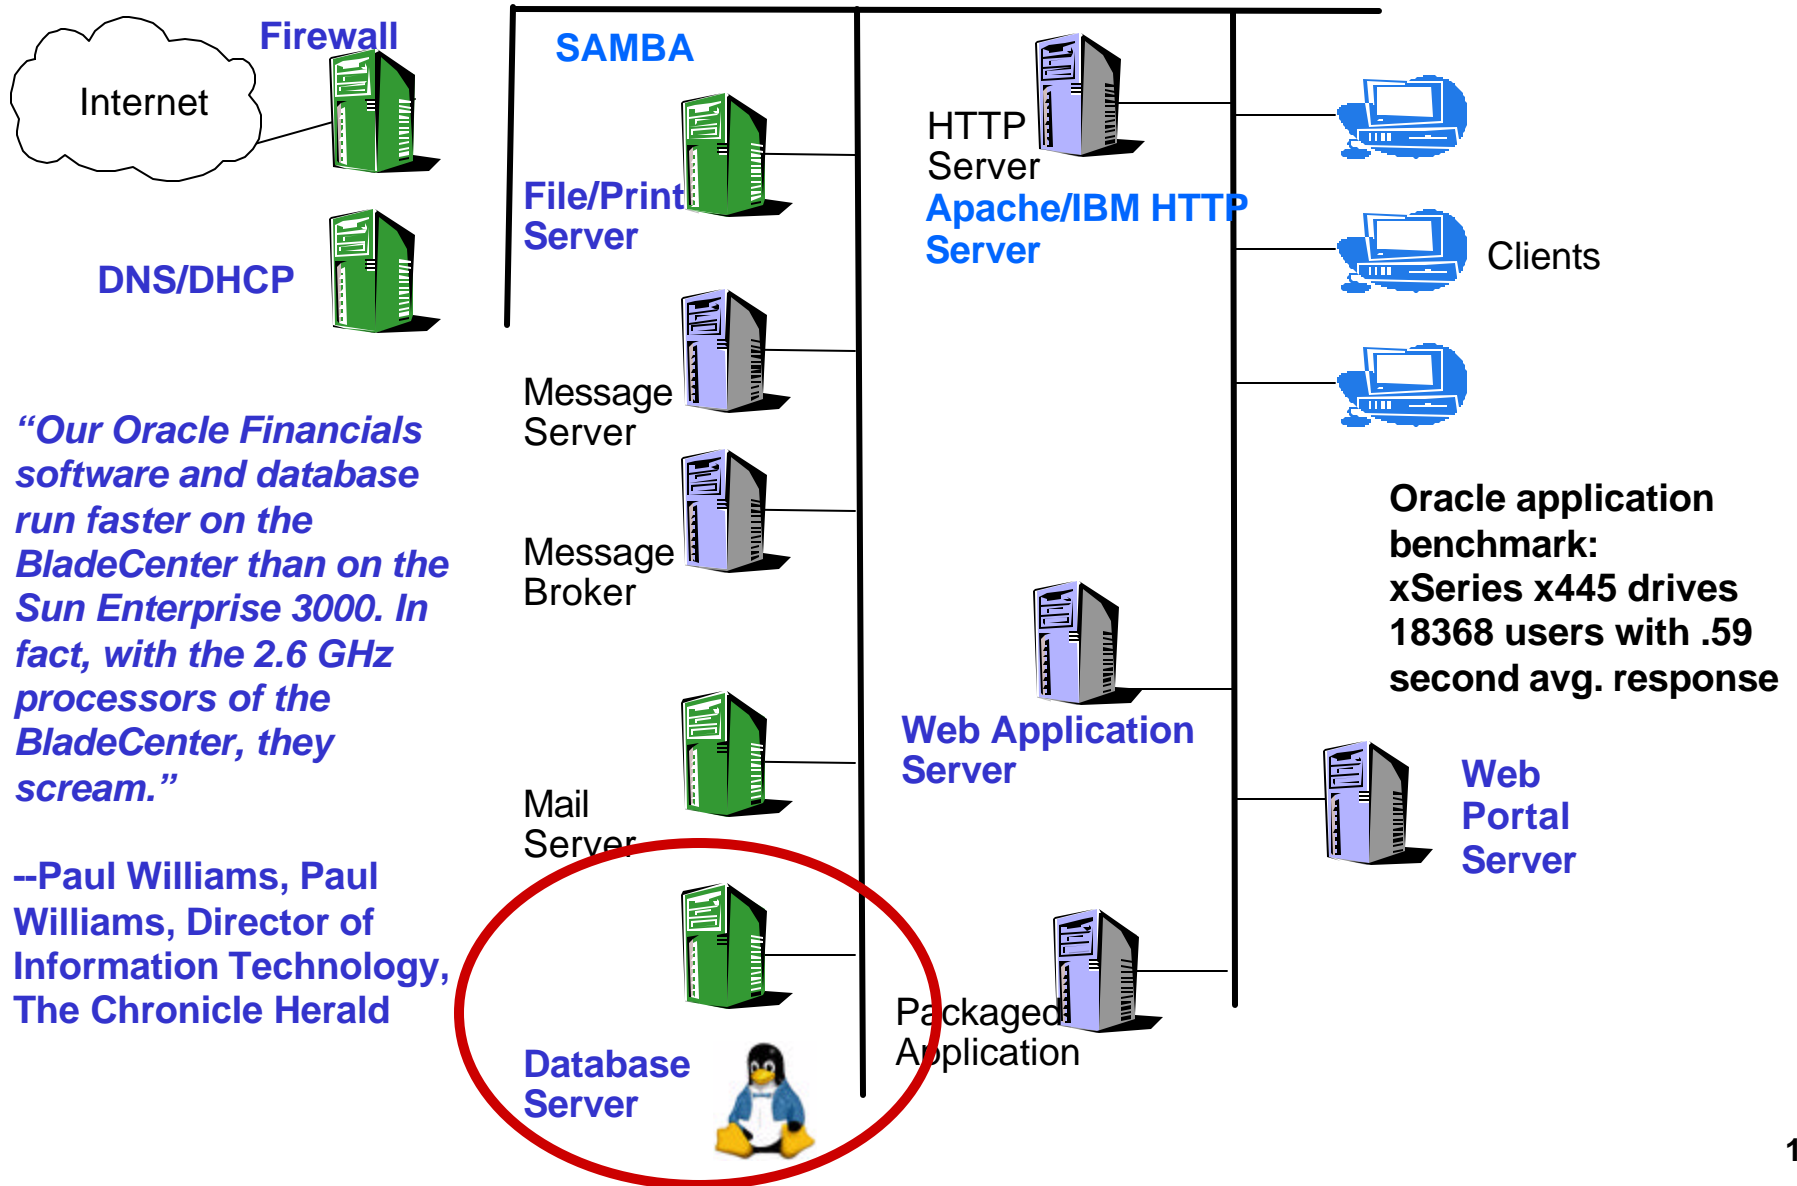 Internet
Firewall
DNS/DHCP
“Our Oracle Financials
software and database
run faster on the
BladeCenter than on the
Sun Enterprise 3000. In
fact, with the 2.6 GHz
processors of the
BladeCenter, they
scream.”
--Paul Williams, Paul
Williams, Director of
Information Technology,
The Chronicle Herald
SAMBA
File/Print
Server
Message
Server
Message
Broker
Mail
Server
Database
Server
HTTP
Server
Apache/IBM HTTP
Server
Web Application
Server
Packaged
Application
Clients
Oracle application
benchmark:
xSeries x445 drives
18368 users with .59
second avg. response
Web
Portal
Server
1